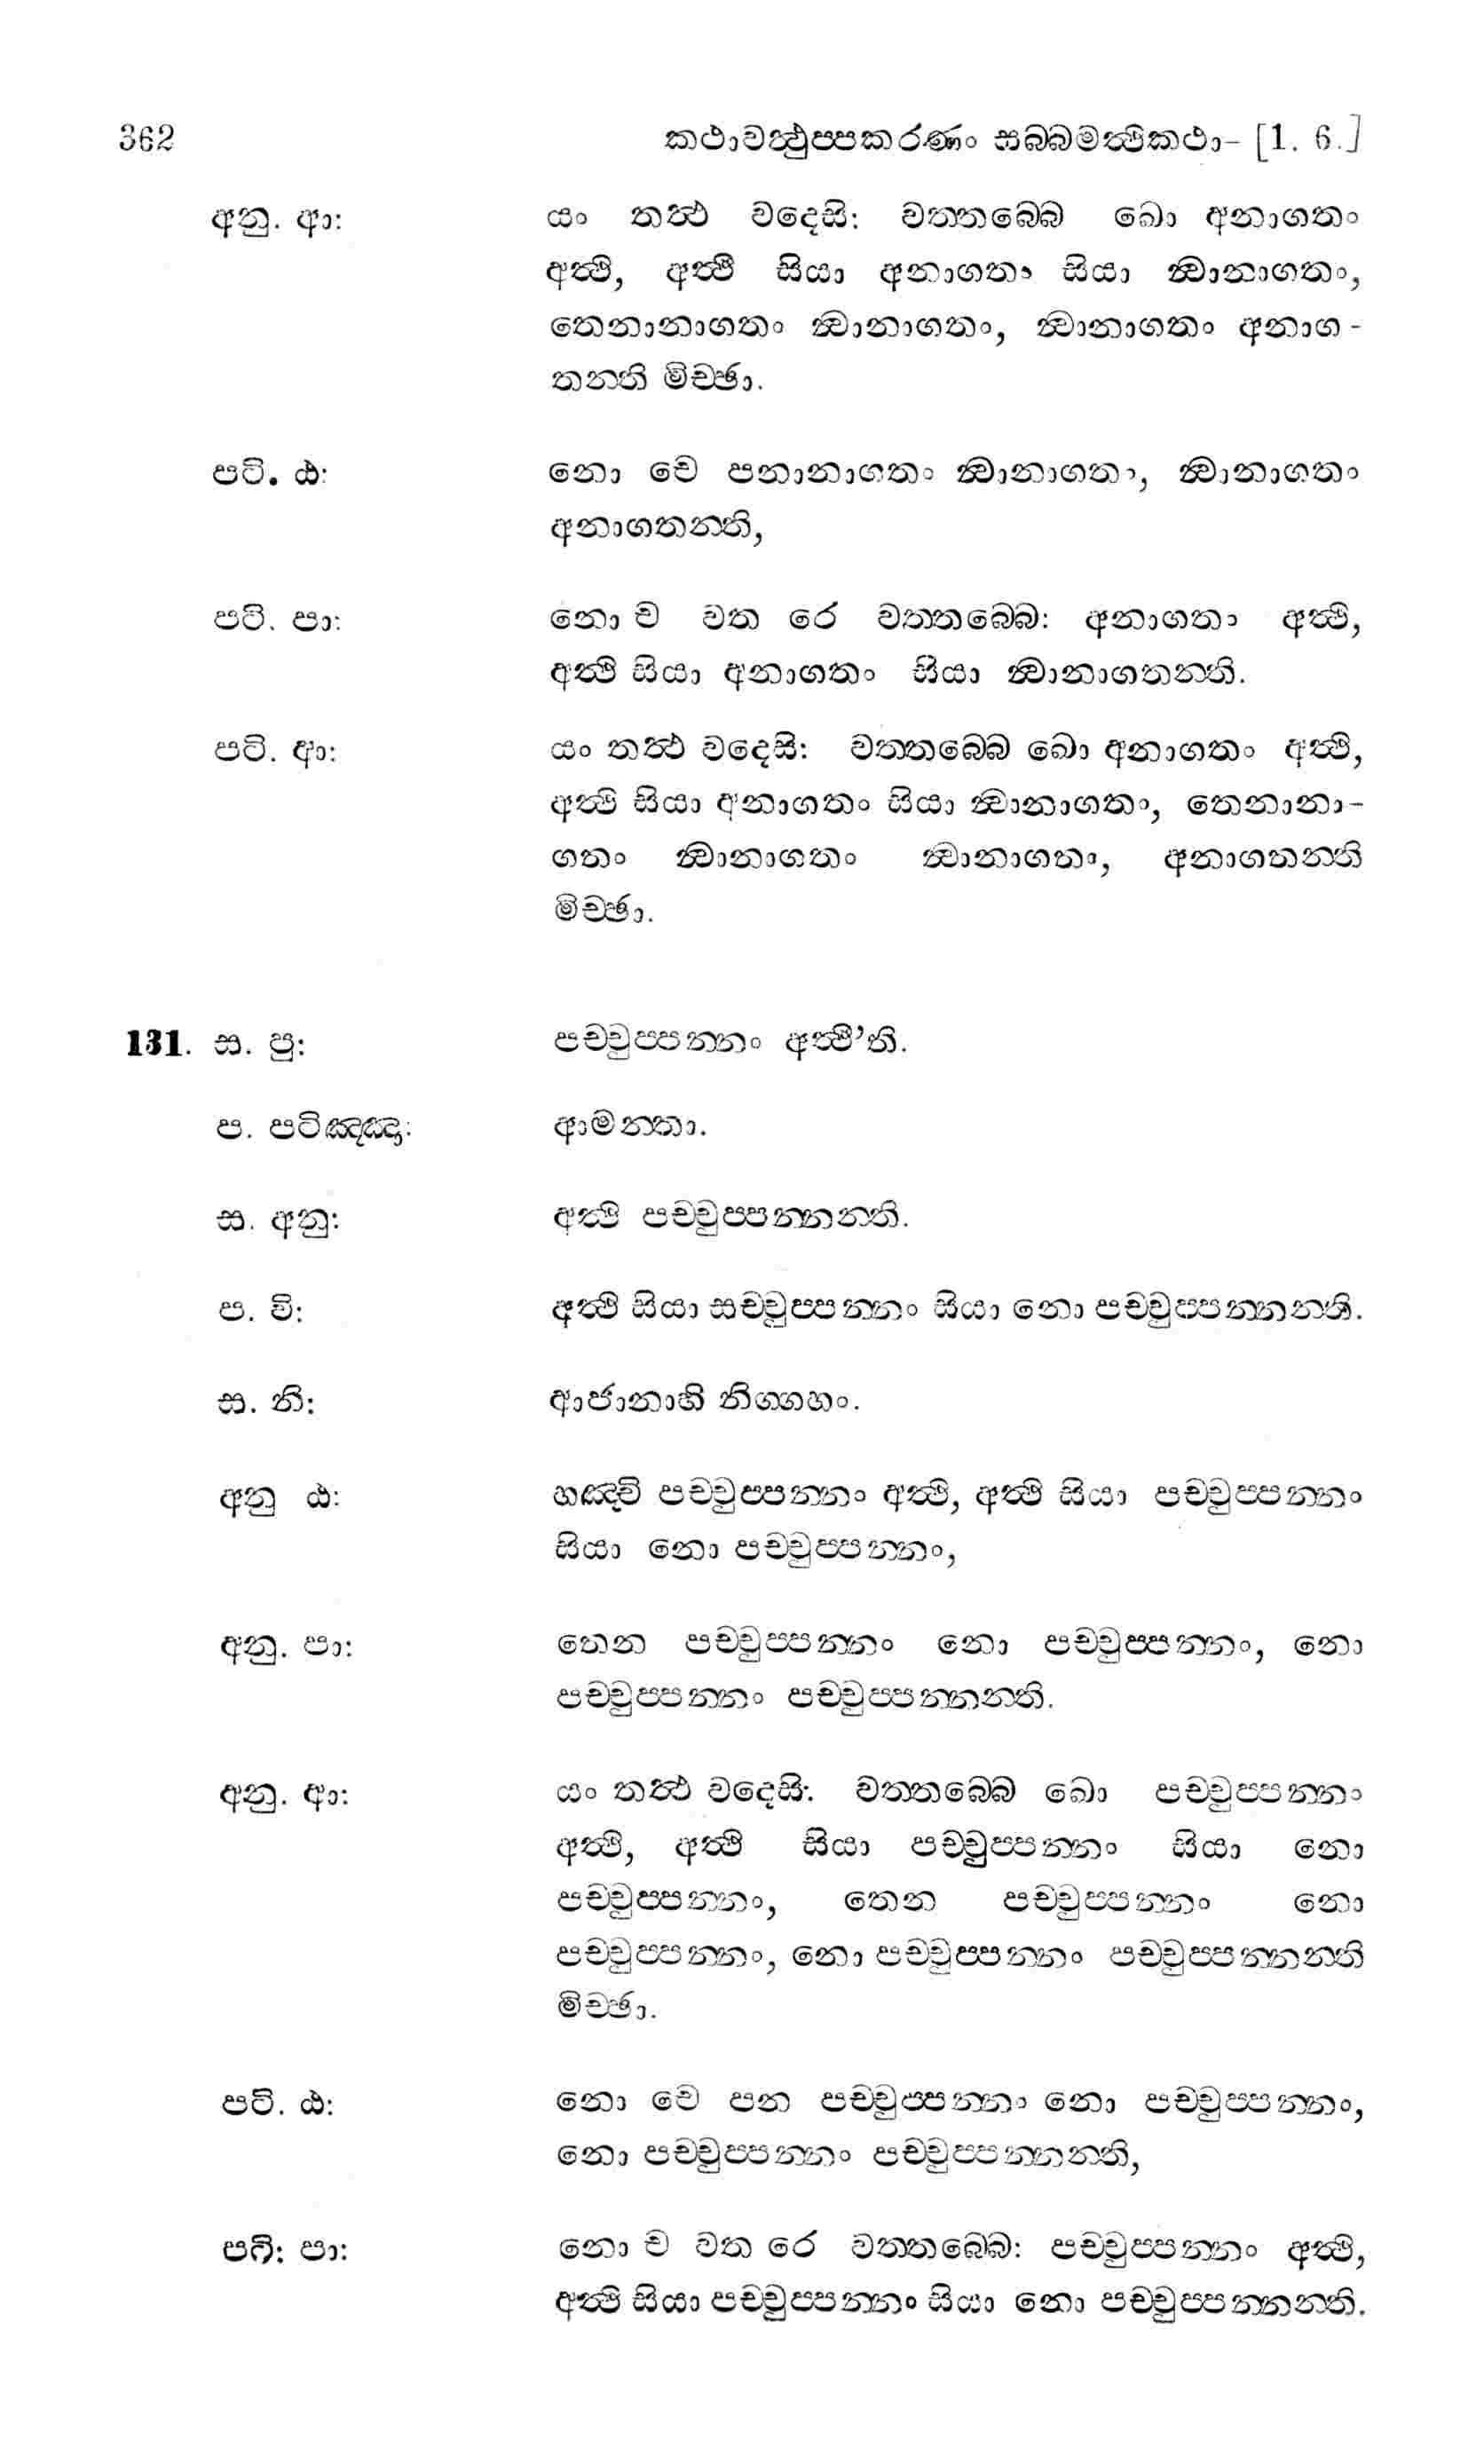 362 කථාවත්‍ථුප්පකරණං සබ්බමත්‍ථිකථා- [1. 6.]
අනු. ආ: යං තත්‍ථ වදෙසි: වත්තබ්බෙ ඛො අනාගතං
අත්‍ථි, අත්‍ථි සියා අනාගතං සියා න්‍වානාගතං,
තෙනානාගතං න්‍වානාගතං, න්‍වානාගතං අනාග-
තන්ති මිච්ඡා.
පටි. ඨ: නො චෙ පනානාගතං න්‍වානාගතං, න්‍වානාගතං
අනාගතන්ති,
පටි. පා: නො ච වත රෙ වත්තබ්බෙ: අනාගතං අත්‍ථි,
අත්‍ථි සියා අනාගතං සියා න්‍වානාගතන්ති.
පටි. ආ: යං තත්‍ථ වදෙසි: වත්තබ්බෙ ඛො අනාගතං අත්‍ථි,
අත්‍ථි සියා අනාගතං සියා න්‍වානාගතං, තෙනානා-
ගතං න්‍වානාගතං න්‍වානාගතං, අනාගතන්ති
මිච්ඡා.
131. ස. පු: පච්චුප්පන්නං අත්‍ථී’ති.
ප. පටිඤ්ඤා: ආමන්තා.
ස. අනු: අත්‍ථි පච්චුප්පන්නන්ති.
ප. වි: අත්‍ථි සියා සච්චුප්පන්නං සියා නො පච්චුප්පන්නන්ති.
ස. නි: ආජානාහි නිග්ගහං.
අනු ඨ: හඤ්චි පච්චුප්පන්නං අත්‍ථි, අත්‍ථි සියා පච්චුප්පන්නං
සියා නො පච්චුප්පන්නං,
අනු. පා: තෙන පච්චුප්පන්නං නො පච්චුප්පන්නං, නො
පච්චුප්පන්නං පච්චුප්පන්නන්ති.
අනු. ආ: යං තත්‍ථ වදෙසි: වත්තබ්බෙ ඛො පච්චුප්පන්නං
අත්‍ථි, අත්‍ථි සියා පච්චුප්පන්නං සියා නො
පච්චුප්පන්නං, තෙන පච්චුප්පන්නං නො
පච්චුප්පන්නං, නො පච්චුප්පන්නං පච්චුප්පන්නන්ති
මිච්ඡා.
පටි. ඨ: නො චෙ පන පච්චුප්පන්නං නො පච්චුප්පන්නං,
නො පච්චුප්පන්නං පච්චුප්පන්නන්ති,
පටි: පා: නො ච වත රෙ වත්තබ්බෙ: පච්චුප්පන්නං අත්‍ථි,
අත්‍ථි සියා පච්චුප්පන්නං සියා නො පච්චුප්පන්නන්ති.